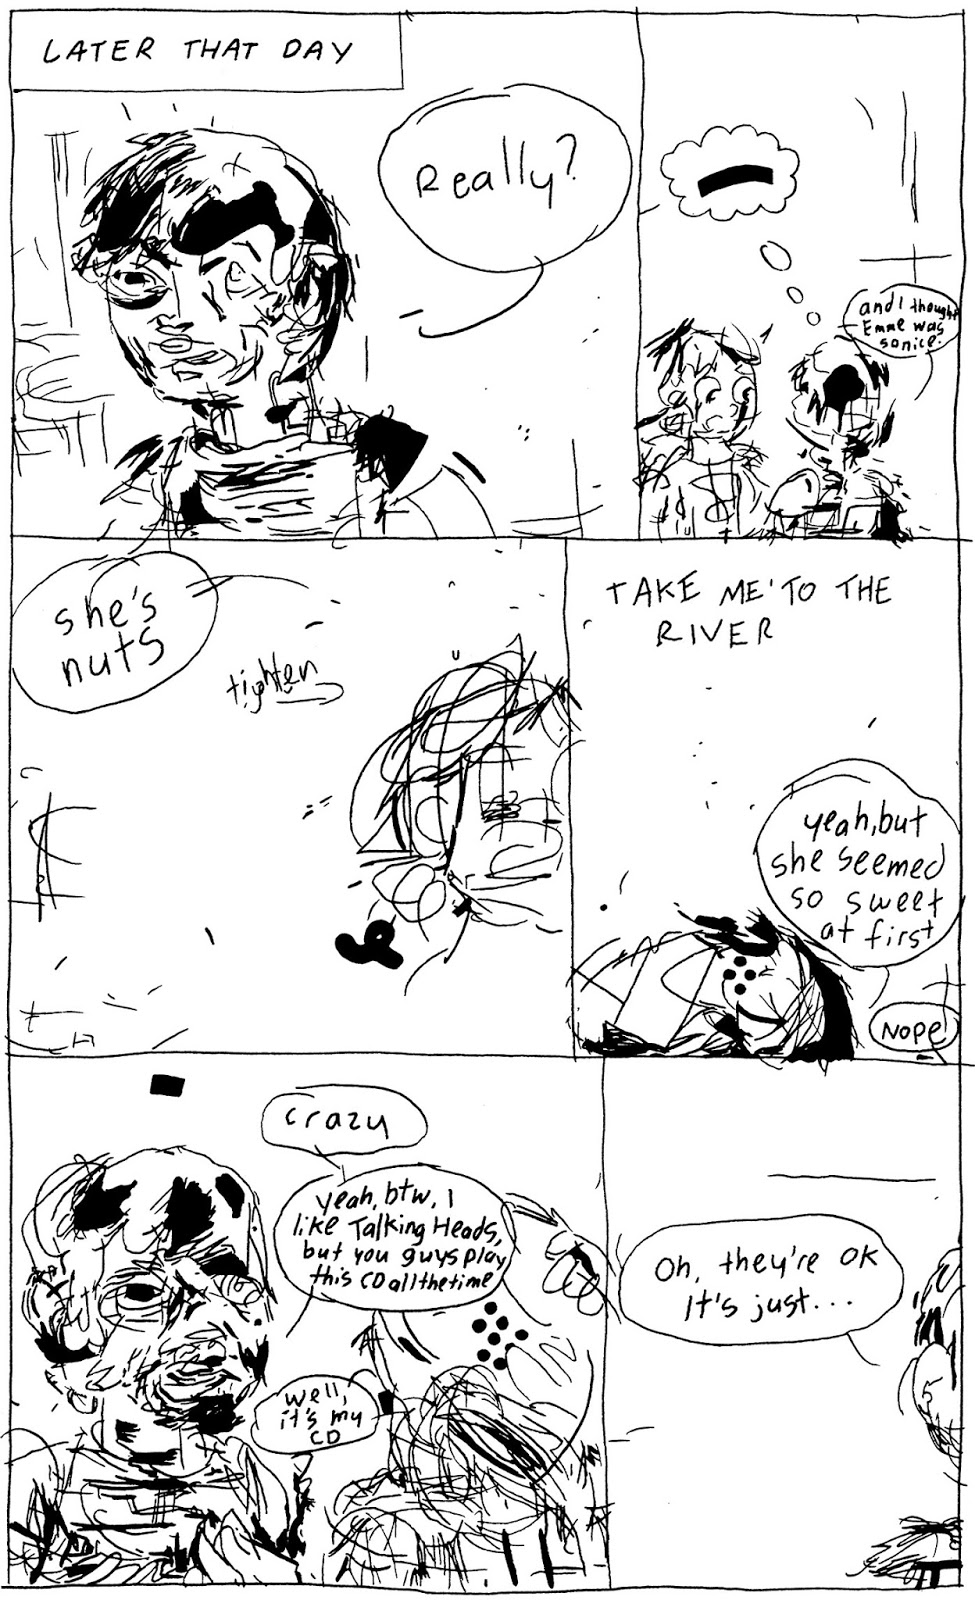 LATER THAT DAY
Really?
and I thought
Emme was
so nice.
she's
nuts
tighten
TAKE ME TO THE
RIVER
yeah, but
she seemed
so sweet
at first
NOPE
crazy
yeah, btw, I
like Talking Heads,
but you guys play
this CD all the time
well,
it's my
CD
Oh, they're OK
It's just...